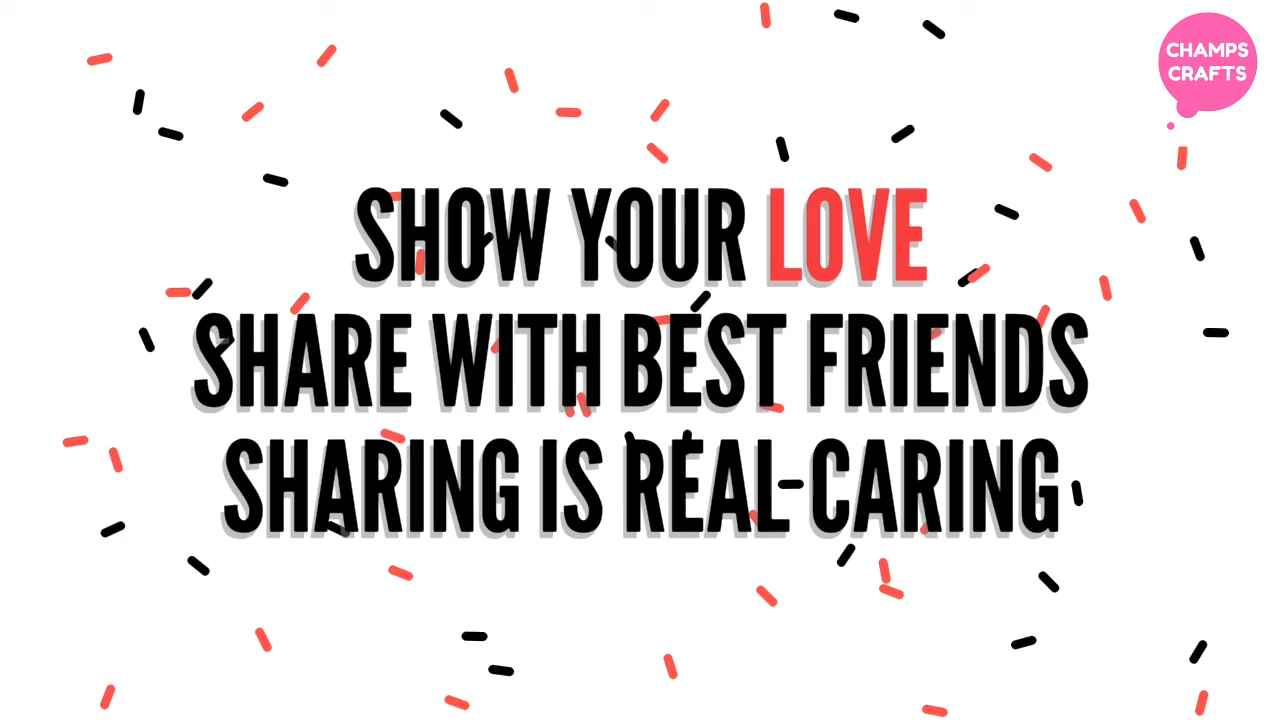 CHAMPS
CRAFTS
SHOW YOUR LOVE
SHARE WITH BEST FRIENDS
SHARING IS REAL CARING